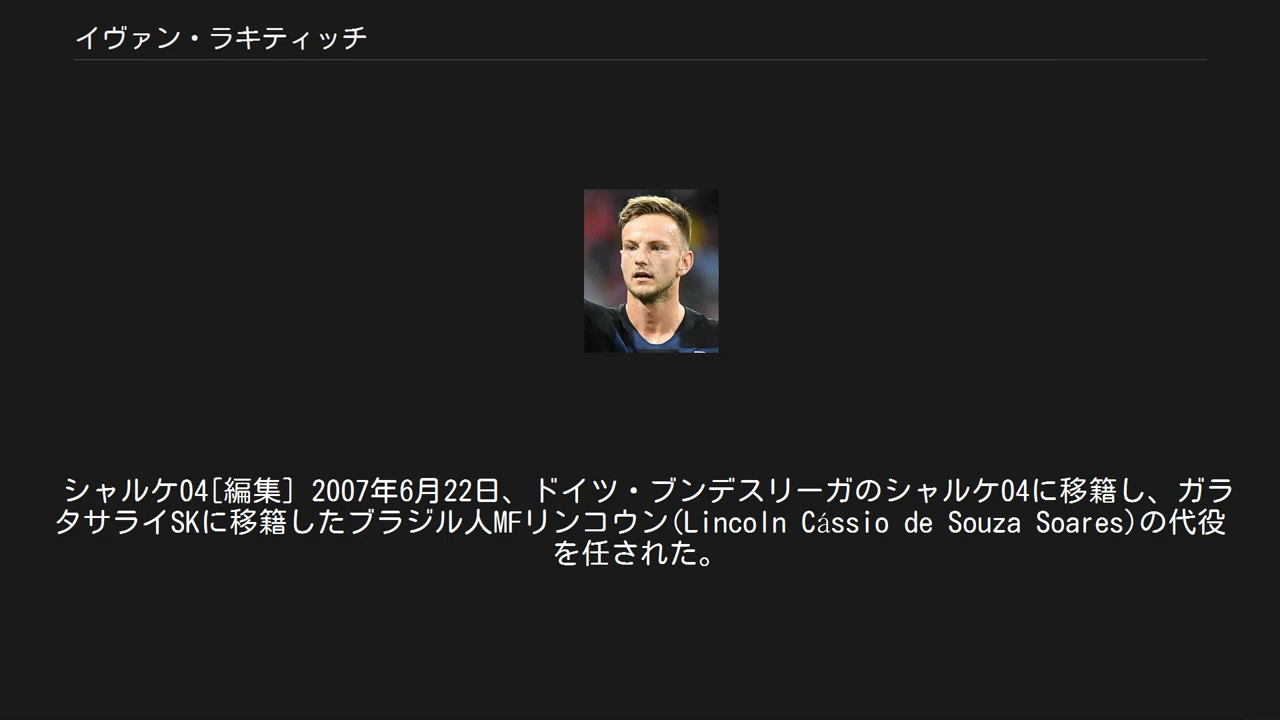 イヴァン・ラキティッチ
シャルケ04[編集] 2007年6月22日、ドイツ・ブンデスリーガのシャルケ04に移籍し、ガラ
タサライSKに移籍したブラジル人MFリンコウン(Lincoln Cássio de Souza Soares)の代役
を任された。